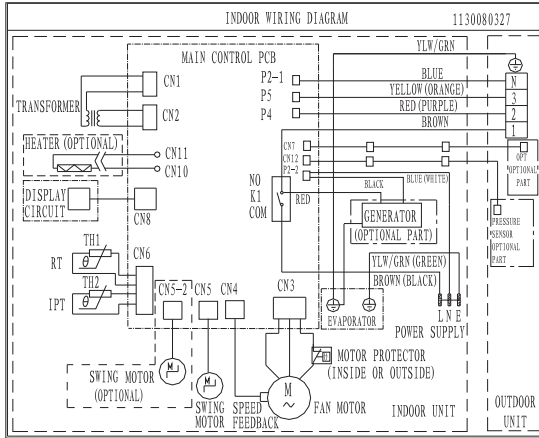 INDOOR WIRING DIAGRAM 1130080327
YLW/GRN
MAIN CONTROL PCB
P2-1 BLUE N
P5 YELLOW(ORANGE) 3
P4 RED(PURPLE) 2
BROWN 1
CN1
TRANSFORMER
CN2
HEATER(OPTIONAL)
CN11
CN10
CN7
CN12
P2-2
BLUE(WHITE)
BLACK
OPT
OPTIONAL
PART
DISPLAY
CIRCUIT
CN8
NO
K1
COM
RED
GENERATOR
(OPTIONAL PART)
PRESSURE
SENSOR
OPTIONAL
PART
TH1
RT
CN6
TH2
IPT
YLW/GRN(GREEN)
BROWN(BLACK)
CN5-2 CN5 CN4 CN3
EVAPORATOR
L N E
POWER SUPPLY
M
SWING MOTOR
(OPTIONAL)
M
SWING
MOTOR
SPEED
FEEDBACK
M
~
FAN MOTOR
MOTOR PROTECTOR
(INSIDE OR OUTSIDE)
INDOOR UNIT
OUTDOOR
UNIT